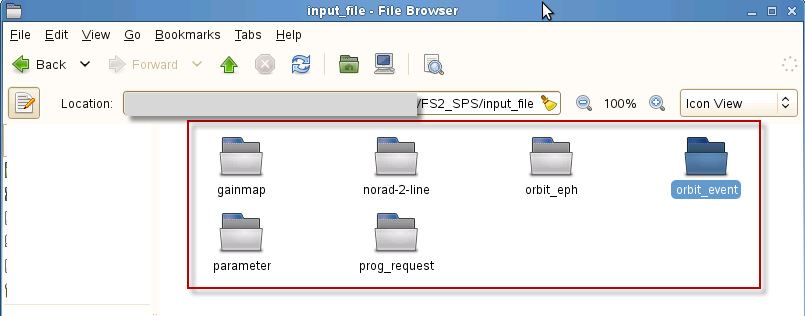 input_file - File Browser
File Edit View Go Bookmarks Tabs Help
Back Forward
Location: /FS2_SPS/input_file 100% Icon View
gainmap norad-2-line orbit_eph orbit_event
parameter prog_request